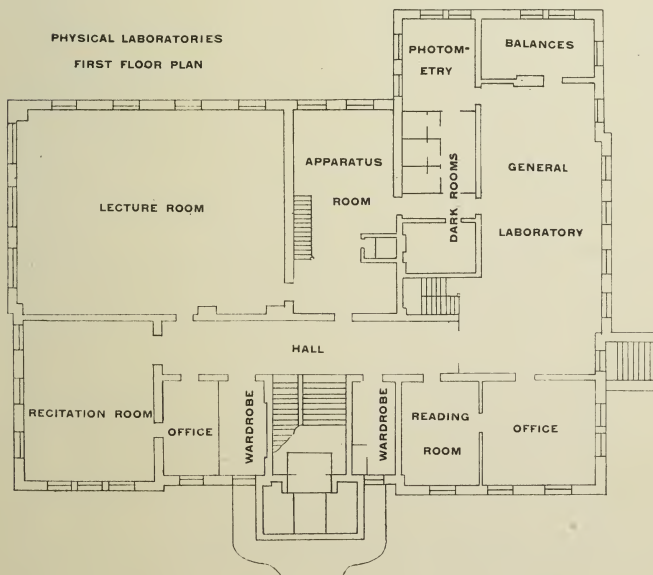 PHYSICAL LABORATORIES
FIRST FLOOR PLAN
PHOTOM-
ETRY
BALANCES
APPARATUS
ROOM
LECTURE ROOM
DARK ROOMS
GENERAL
LABORATORY
HALL
RECITATION ROOM
OFFICE
WARDROBE
WARDROBE
READING
ROOM
OFFICE